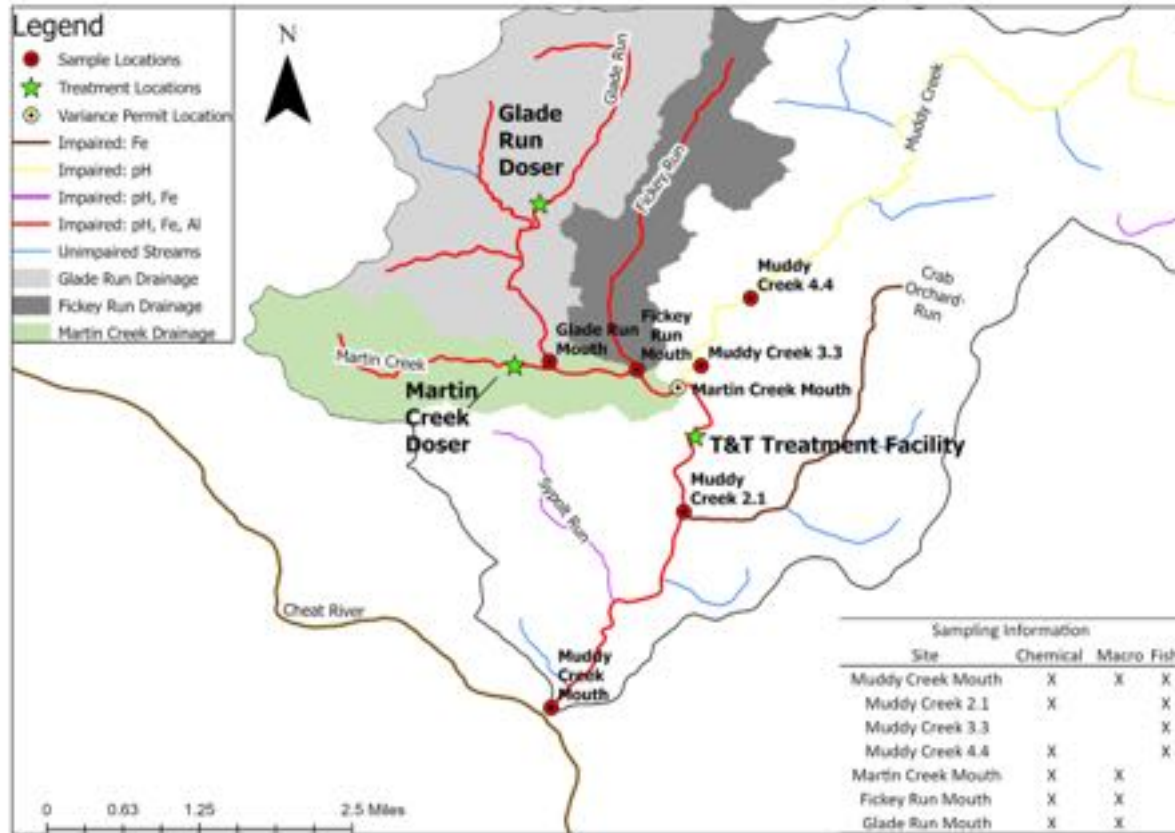 Legend
Sample Locations
Treatment Locations
Variance Permit Location
Impaired: Fe
Impaired: pH
Impaired: pH, Fe
Impaired: pH, Fe, Al
Unimpaired Streams
Glade Run Drainage
Fickey Run Drainage
Martin Creek Drainage
N
Glade Run
Glade
Run
Doser
Fickey Run
Muddy Creek
Muddy
Creek 4.4
Crab
Orchard
Run
Glade Run
Mouth
Fickey
Run
Mouth
Muddy Creek 3.3
Martin Creek
Martin Creek Mouth
Martin
Creek
Doser
T&T Treatment Facility
Muddy
Creek 2.1
Sypolt Run
Cheat River
Muddy
Creek
Mouth
Sampling Information
Site Chemical Macro Fish
Muddy Creek Mouth X X X
Muddy Creek 2.1 X X
Muddy Creek 3.3 X
Muddy Creek 4.4 X X
Martin Creek Mouth X X
Fickey Run Mouth X X
Glade Run Mouth X X
0 0.63 1.25 2.5 Miles